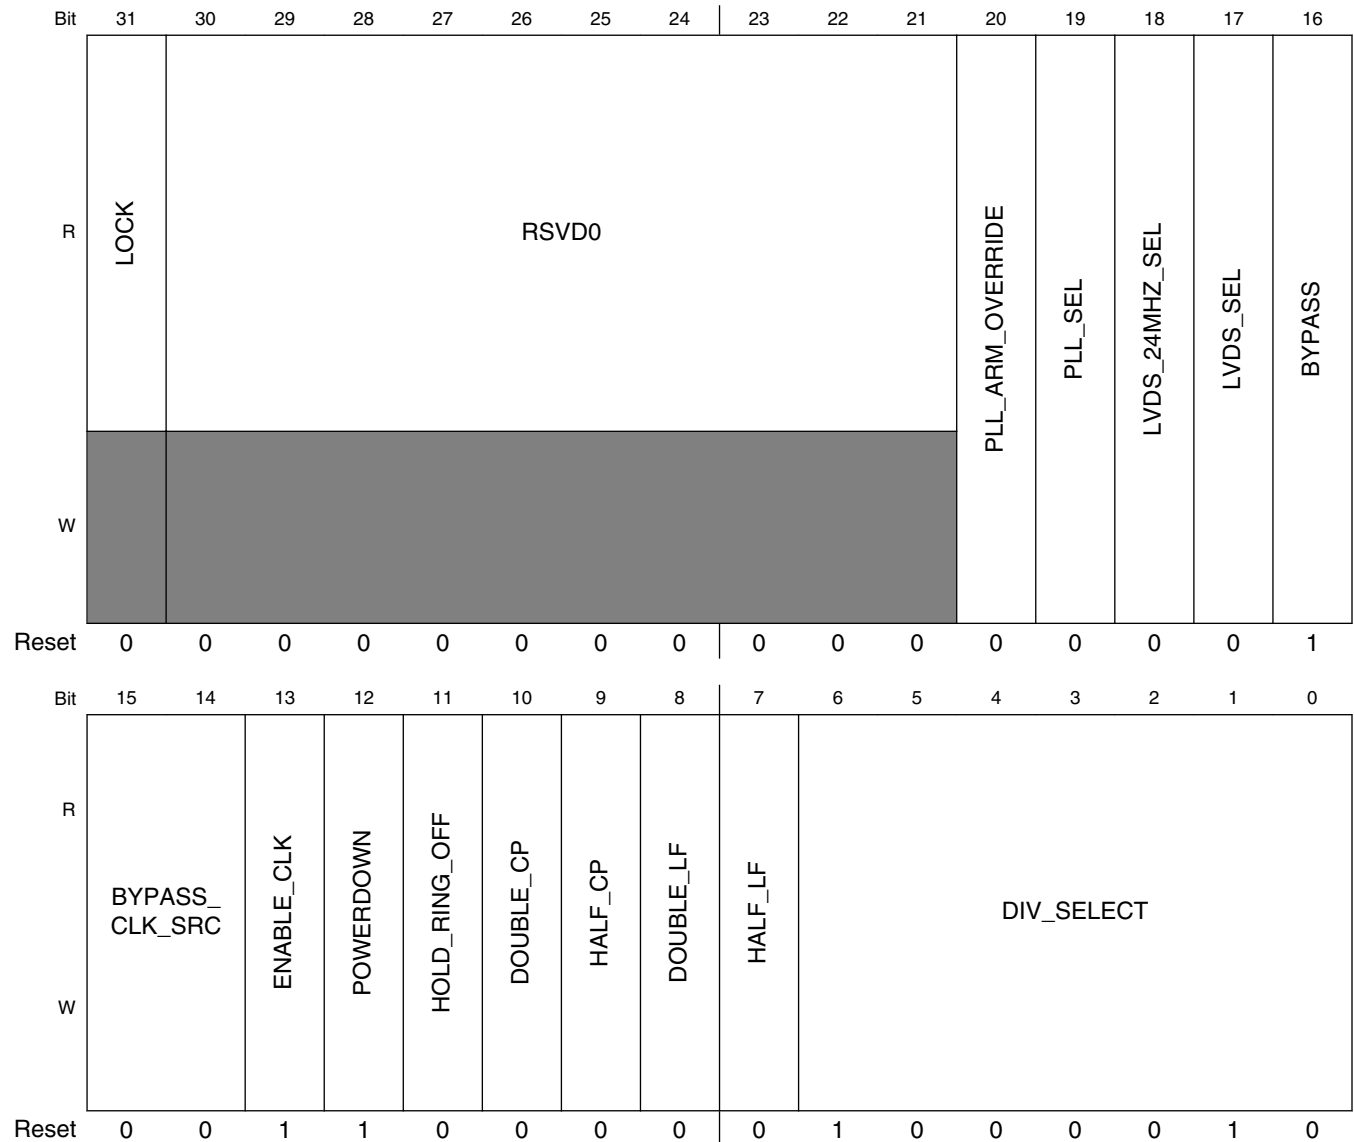 Bit 31 30 29 28 27 26 25 24 23 22 21 20 19 18 17 16
R LOCK RSVD0 PLL_ARM_OVERRIDE PLL_SEL LVDS_24MHZ_SEL LVDS_SEL BYPASS
W
Reset 0 0 0 0 0 0 0 0 0 0 0 0 0 0 0 1
Bit 15 14 13 12 11 10 9 8 7 6 5 4 3 2 1 0
R
BYPASS_
CLK_SRC ENABLE_CLK POWERDOWN HOLD_RING_OFF DOUBLE_CP HALF_CP DOUBLE_LF HALF_LF DIV_SELECT
W
Reset 0 0 1 1 0 0 0 0 0 1 0 0 0 0 1 0